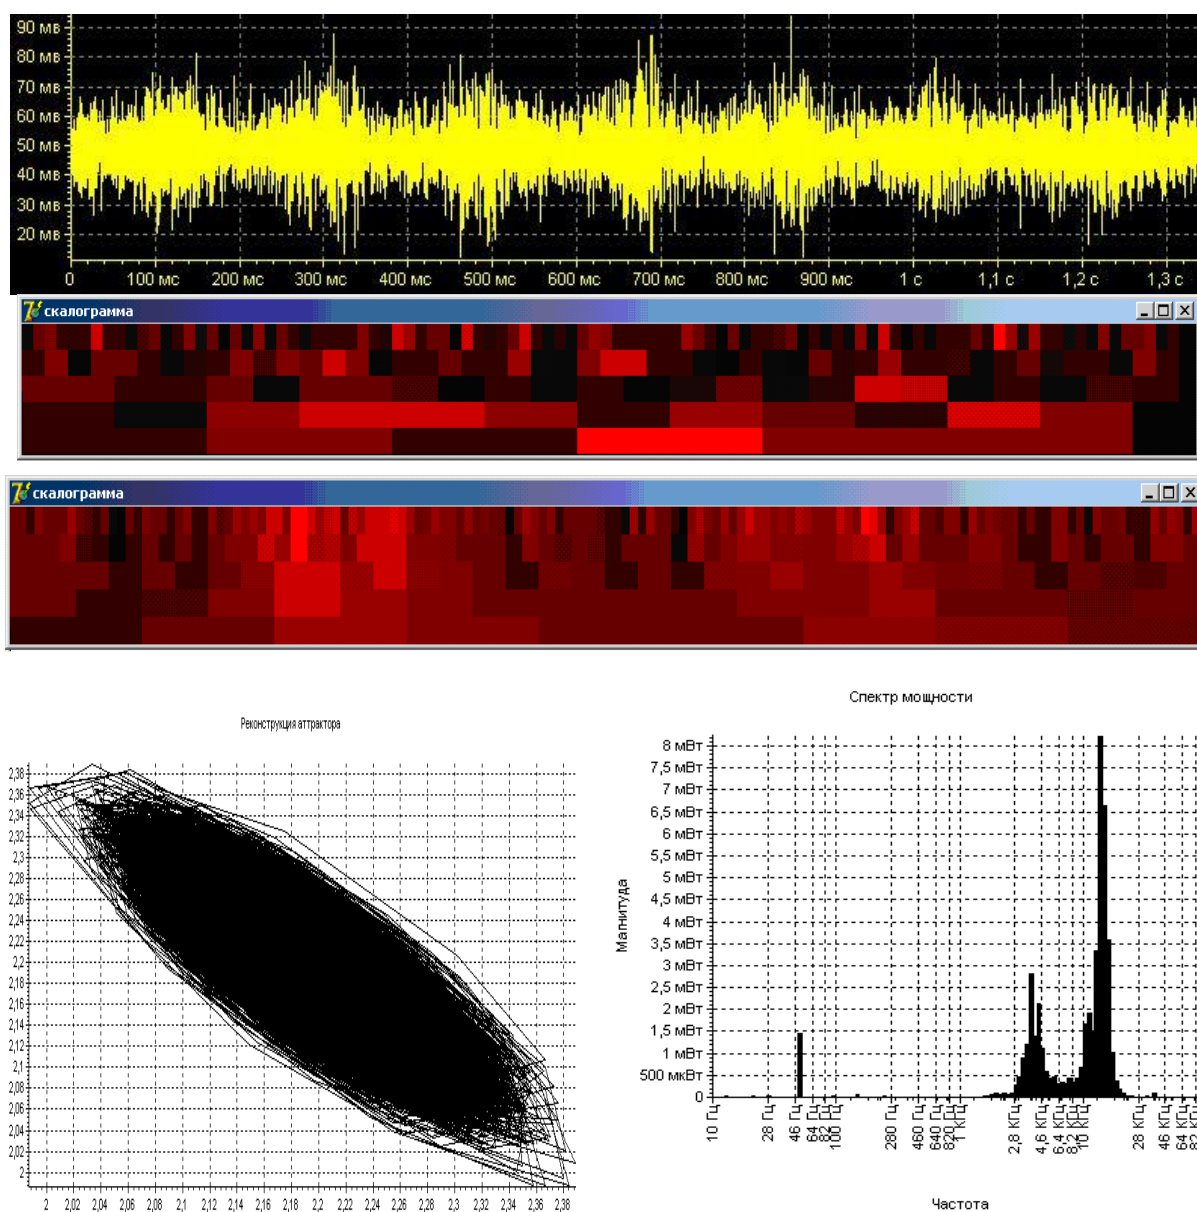 90 мв
80 мв
70 мв
60 мв
50 мв
40 мв
30 мв
20 мв
0 100 мс 200 мс 300 мс 400 мс 500 мс 600 мс 700 мс 800 мс 900 мс 1 с 1,1 с 1,2 с 1,3 с
скалограмма
скалограмма
Реконструкция аттрактора
2,38
2,36
2,34
2,32
2,3
2,28
2,26
2,24
2,22
2,2
2,18
2,16
2,14
2,12
2,1
2,08
2,06
2,04
2,02
2
2 2,02 2,04 2,06 2,08 2,1 2,12 2,14 2,16 2,18 2,2 2,22 2,24 2,26 2,28 2,3 2,32 2,34 2,36 2,38
Спектр мощности
Магнитуда
8 мВт
7,5 мВт
7 мВт
6,5 мВт
6 мВт
5,5 мВт
5 мВт
4,5 мВт
4 мВт
3,5 мВт
3 мВт
2,5 мВт
2 мВт
1,5 мВт
1 мВт
500 мкВт
0
10 Гц 28 Гц 46 Гц 64 Гц 82 Гц 100 280 Гц 460 Гц 640 Гц 820 1 КГц 2,8 КГц 4,6 КГц 6,4 КГц 8,2 КГц 10 КГц 28 КГц 46 КГц 64 КГц
Частота